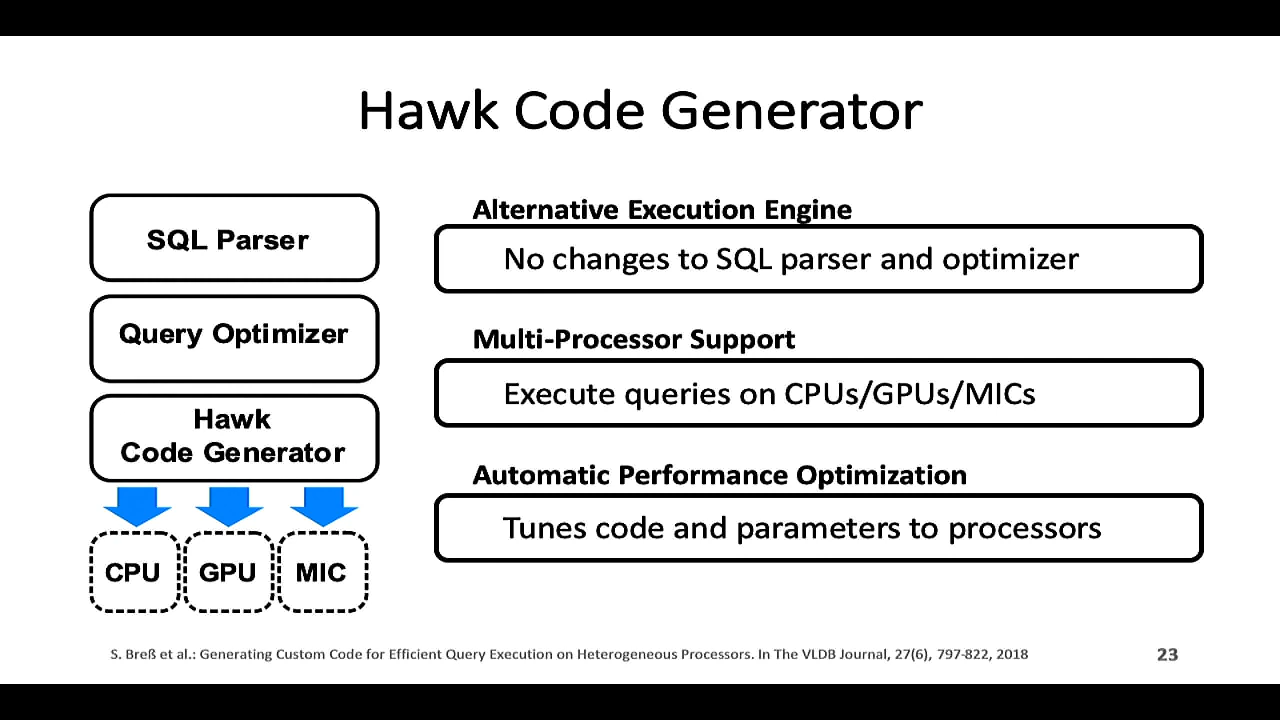 Hawk Code Generator
SQL Parser
Query Optimizer
Hawk
Code Generator
CPU
GPU
MIC
Alternative Execution Engine
No changes to SQL parser and optimizer
Multi-Processor Support
Execute queries on CPUs/GPUs/MICs
Automatic Performance Optimization
Tunes code and parameters to processors
S. Breß et al.: Generating Custom Code for Efficient Query Execution on Heterogeneous Processors. In The VLDB Journal, 27(6), 797-822, 2018
23